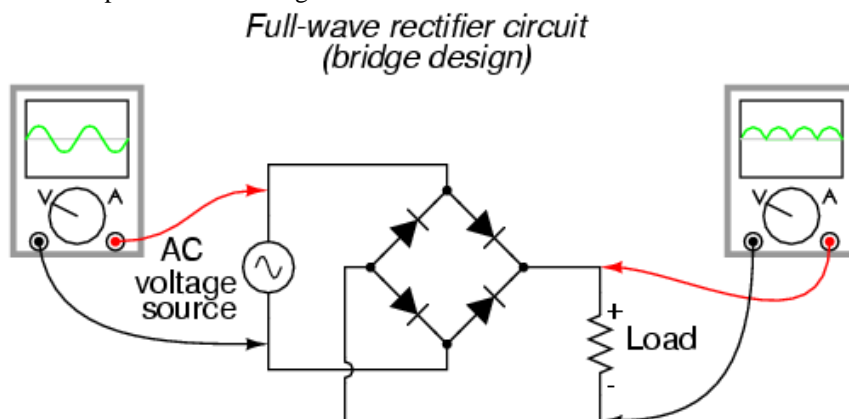 Full-wave rectifier circuit
(bridge design)
V A
V A
AC
voltage
source
+
Load
-